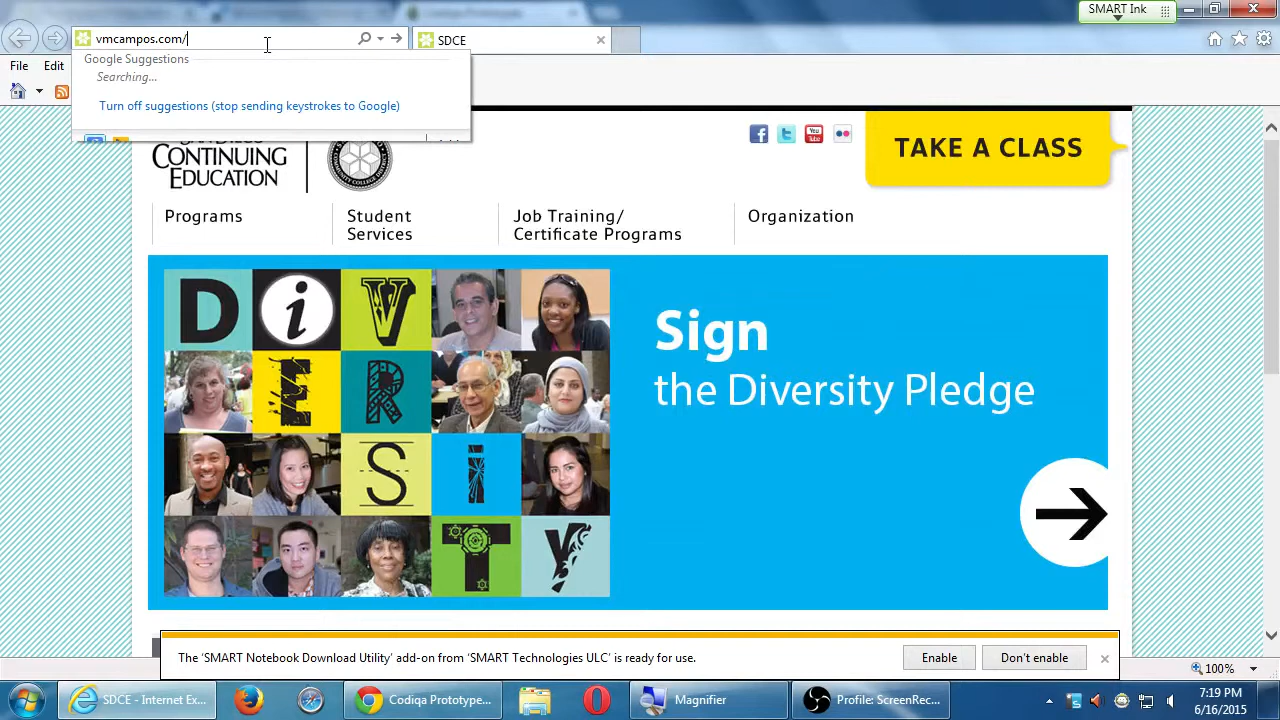 SMART Ink
vmcampos.com/
SDCE
Google Suggestions
Searching...
Turn off suggestions (stop sending keystrokes to Google)
File
Edit
CONTINUING
EDUCATION
TAKE A CLASS
Programs
Student
Services
Job Training/
Certificate Programs
Organization
DiVERSiTy
Sign
the Diversity Pledge
The 'SMART Notebook Download Utility' add-on from 'SMART Technologies ULC' is ready for use.
Enable
Don't enable
100%
SDCE - Internet Ex...
Codiqa Prototype...
Magnifier
Profile: ScreenRec...
7:19 PM
6/16/2015